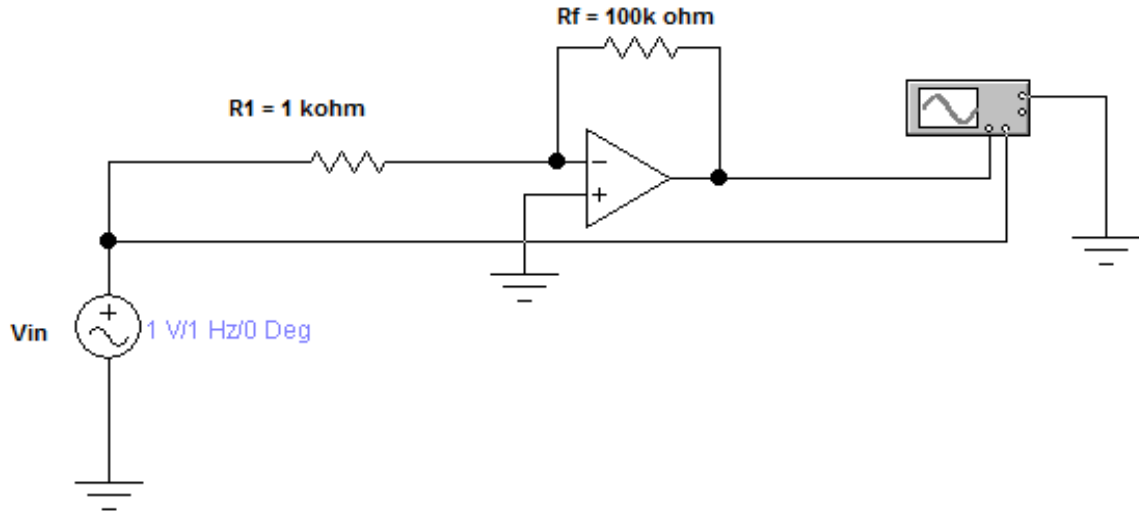 Rf = 100k ohm
R1 = 1 kohm
Vin
1 V/1 Hz/0 Deg